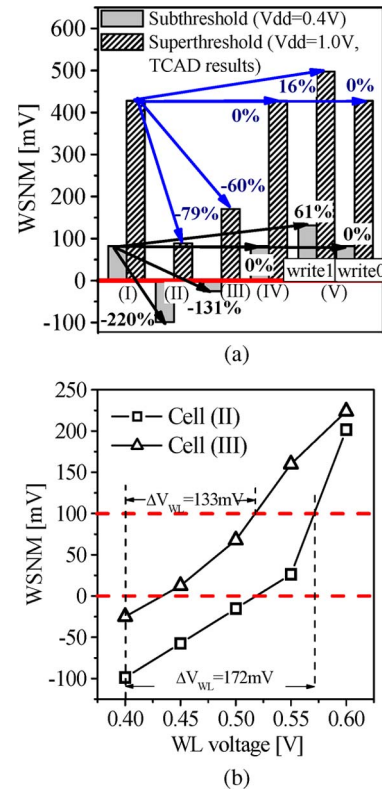 Subthreshold (Vdd=0.4V)
Superthreshold (Vdd=1.0V,
TCAD results)
WSNM [mV]
500
400
300
200
100
0
-100
16%
0%
0%
-60%
-79%
61%
0%
0%
write1
write0
(I)
(II)
(III)
(IV)
(V)
-131%
-220%
(a)
Cell (II)
Cell (III)
WSNM [mV]
250
200
150
100
50
0
-50
-100
ΔV_WL=133mV
ΔV_WL=172mV
0.40 0.45 0.50 0.55 0.60
WL voltage [V]
(b)